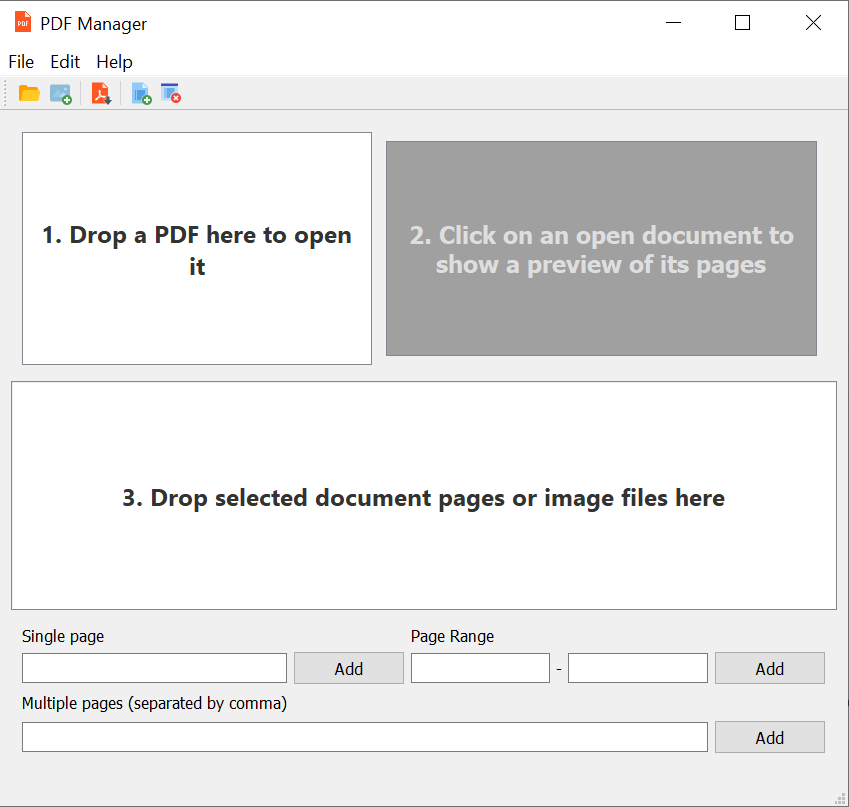 PDF Manager
File Edit Help
1. Drop a PDF here to open
it
2. Click on an open document to
show a preview of its pages
3. Drop selected document pages or image files here
Single page
Page Range
Add
-
Add
Multiple pages (separated by comma)
Add